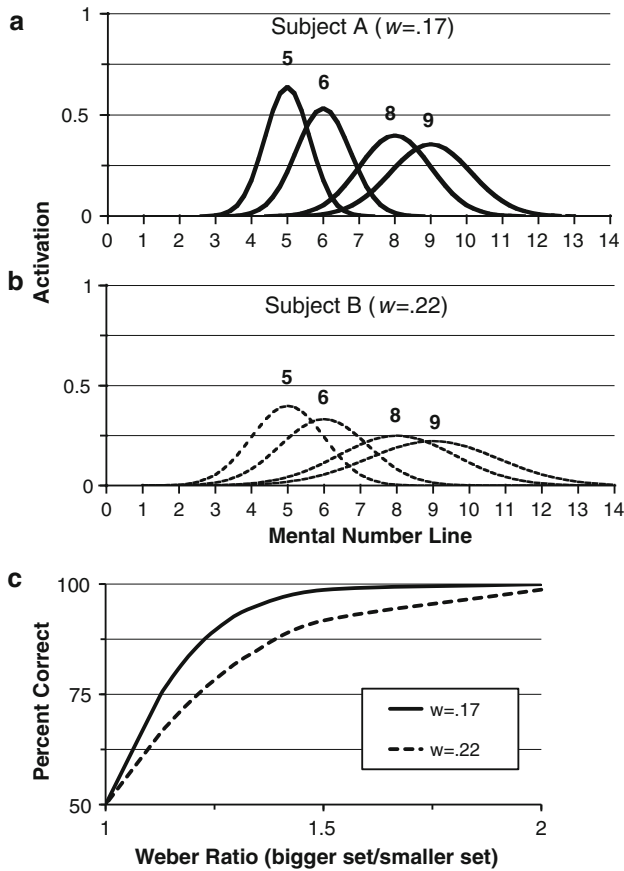 a
Subject A (w=.17)
1
0.5
0
5
6
8
9
0 1 2 3 4 5 6 7 8 9 10 11 12 13 14
Activation
b
Subject B (w=.22)
1
0.5
0
5
6
8
9
0 1 2 3 4 5 6 7 8 9 10 11 12 13 14
Mental Number Line
c
100
75
50
Percent Correct
w=.17
w=.22
1 1.5 2
Weber Ratio (bigger set/smaller set)